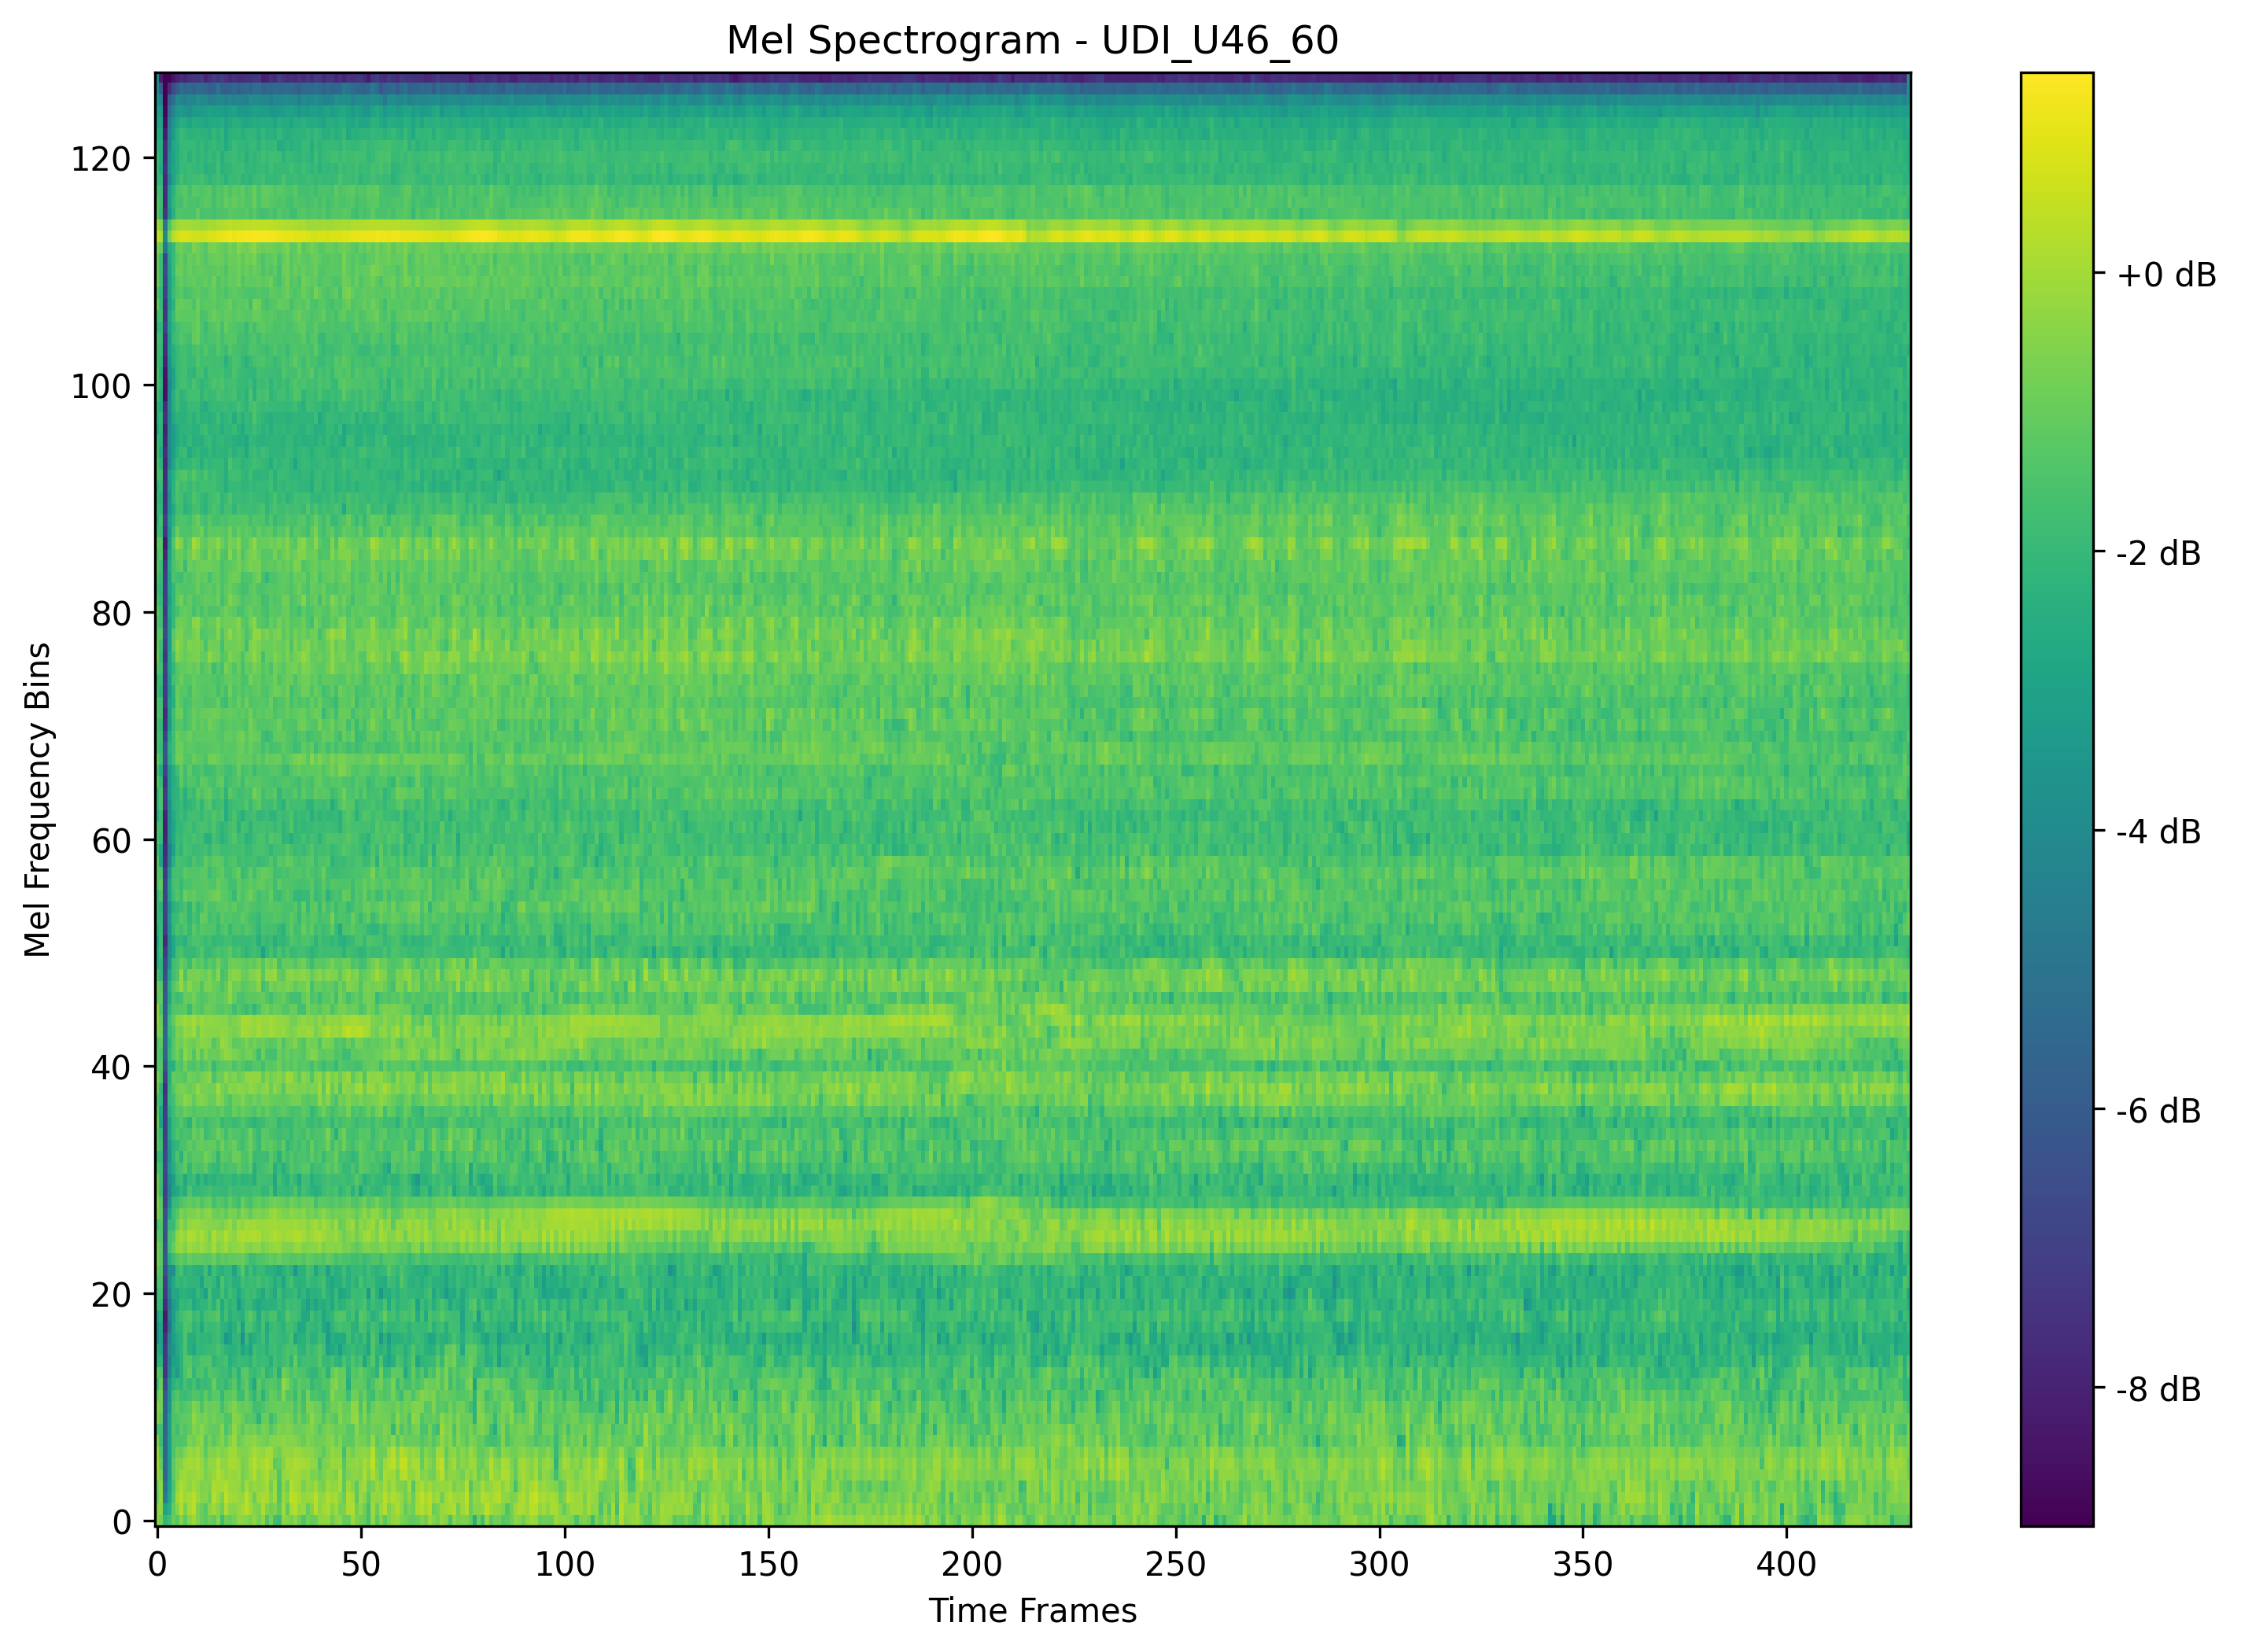 Mel Spectrogram - UDI_U46_60
Mel Frequency Bins
120
100
80
60
40
20
0
0 50 100 150 200 250 300 350 400
Time Frames
+0 dB
-2 dB
-4 dB
-6 dB
-8 dB